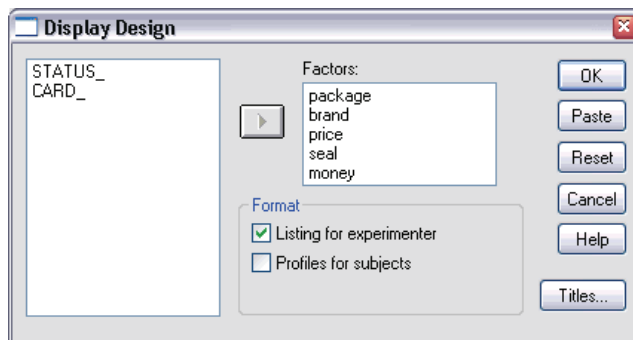 Display Design
STATUS_
CARD_
Factors:
package
brand
price
seal
money
Format
Listing for experimenter
Profiles for subjects
OK
Paste
Reset
Cancel
Help
Titles...